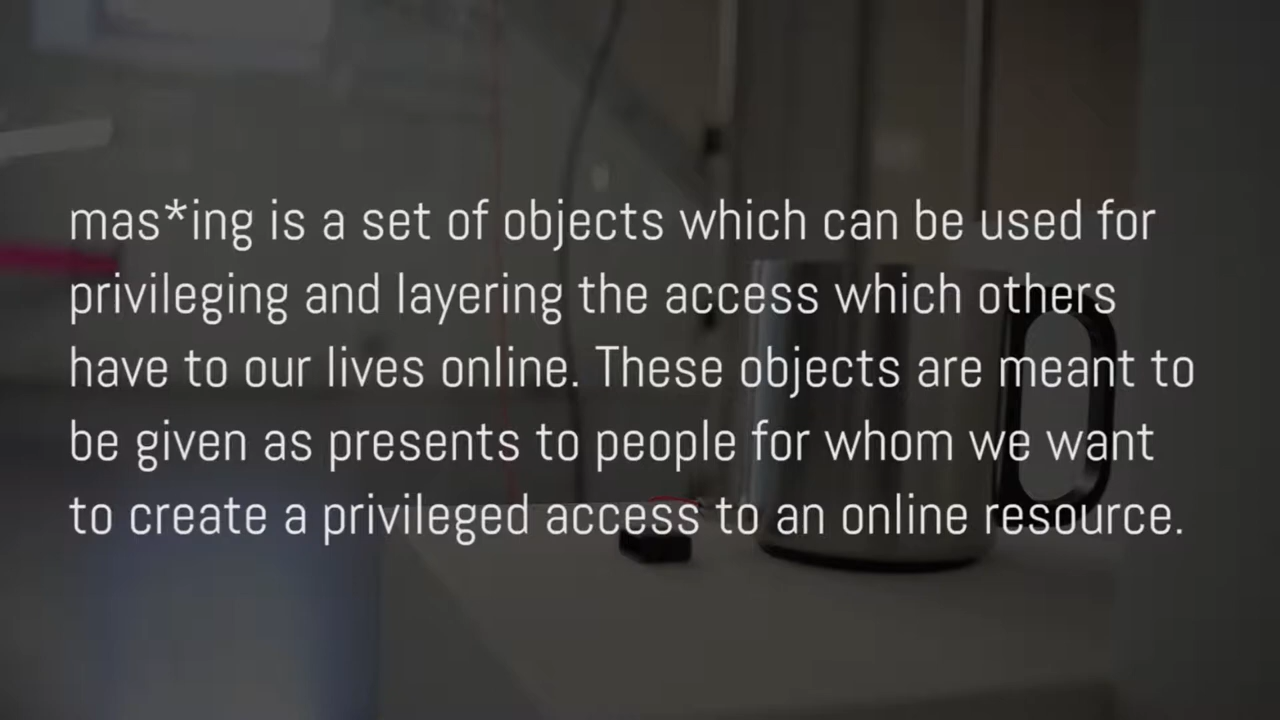 mas*ing is a set of objects which can be used for
privileging and layering the access which others
have to our lives online. These objects are meant to
be given as presents to people for whom we want
to create a privileged access to an online resource.